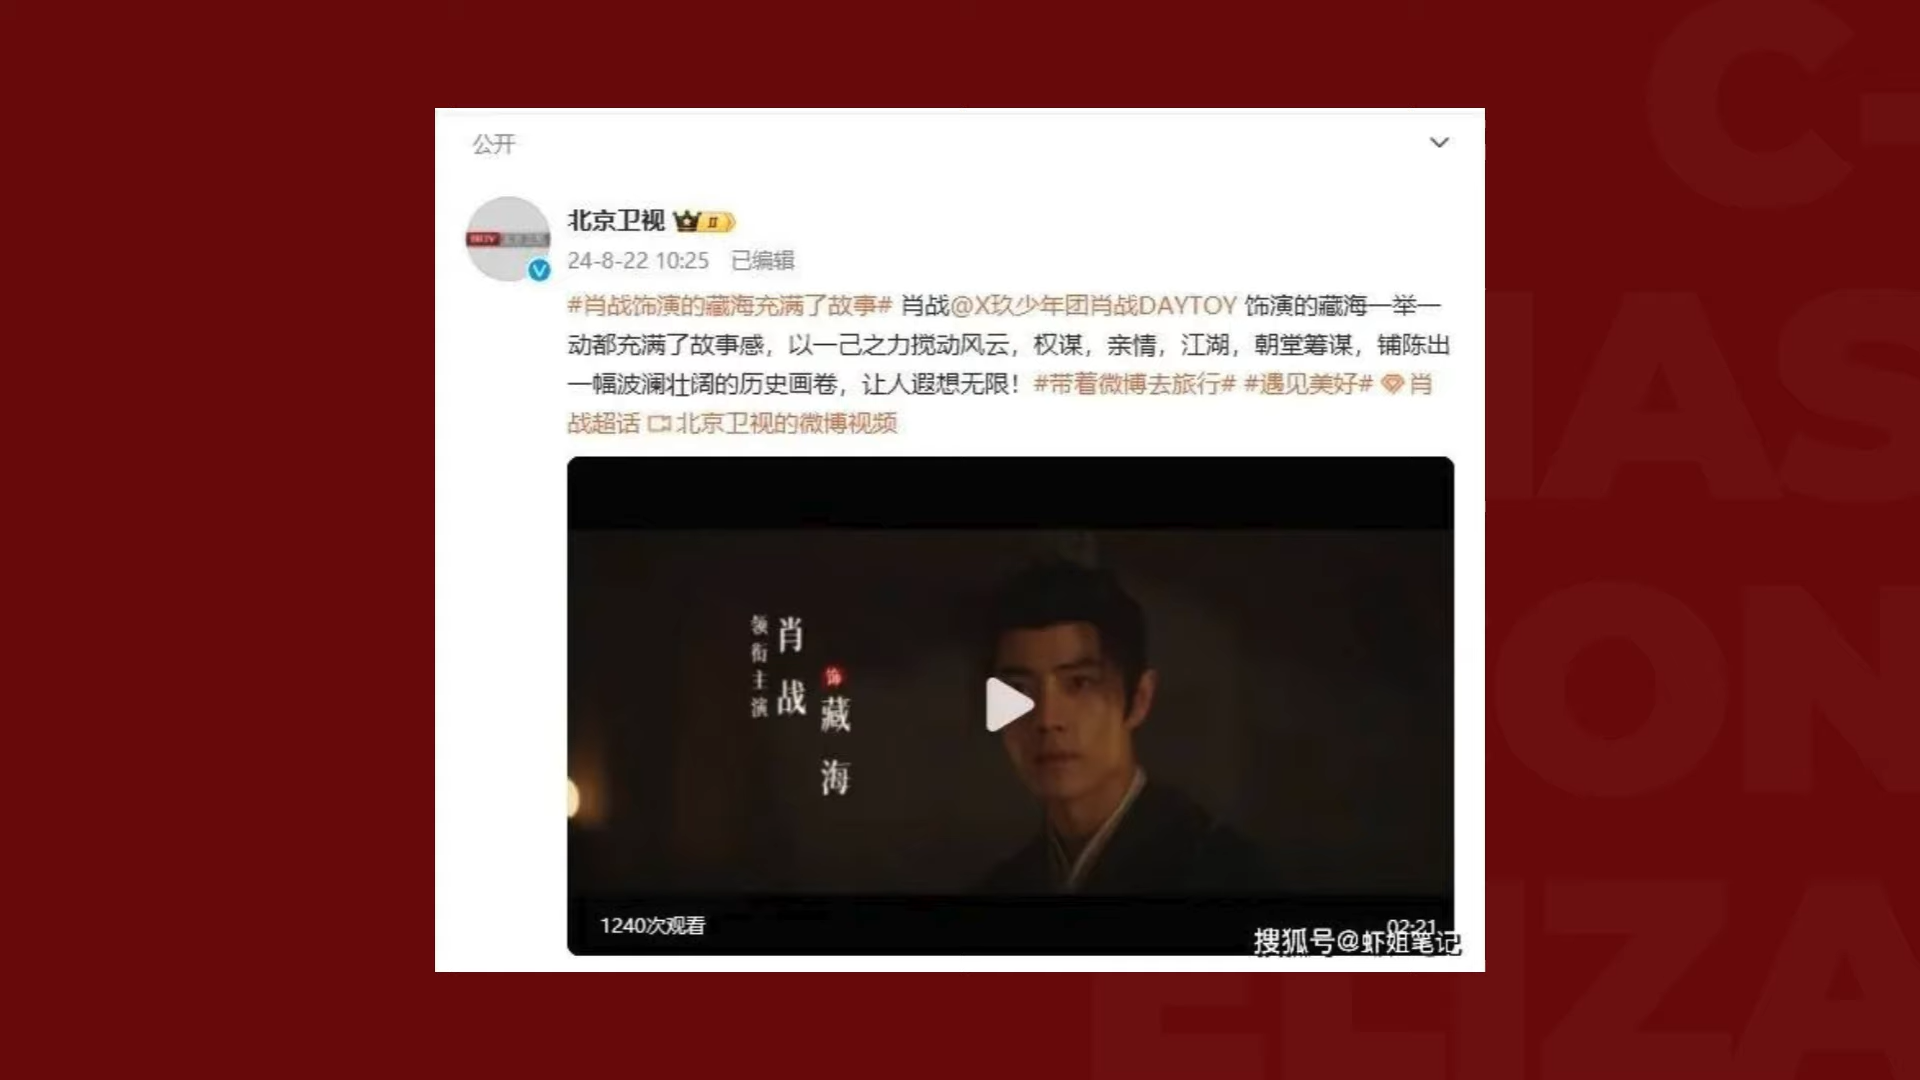 公开
北京卫视 II
24-8-22 10:25 已编辑
#肖战饰演的藏海充满了故事# 肖战@X玖少年团肖战DAYTOY 饰演的藏海一举一
动都充满了故事感，以一己之力搅动风云，权谋，亲情，江湖，朝堂筹谋，铺陈出
一幅波澜壮阔的历史画卷，让人遐想无限！#带着微博去旅行# #遇见美好# 肖
战超话 北京卫视的微博视频
领衔主演
肖战
饰
藏海
1240次观看
02:21
搜狐号@虾姐笔记
C-
ELIZA